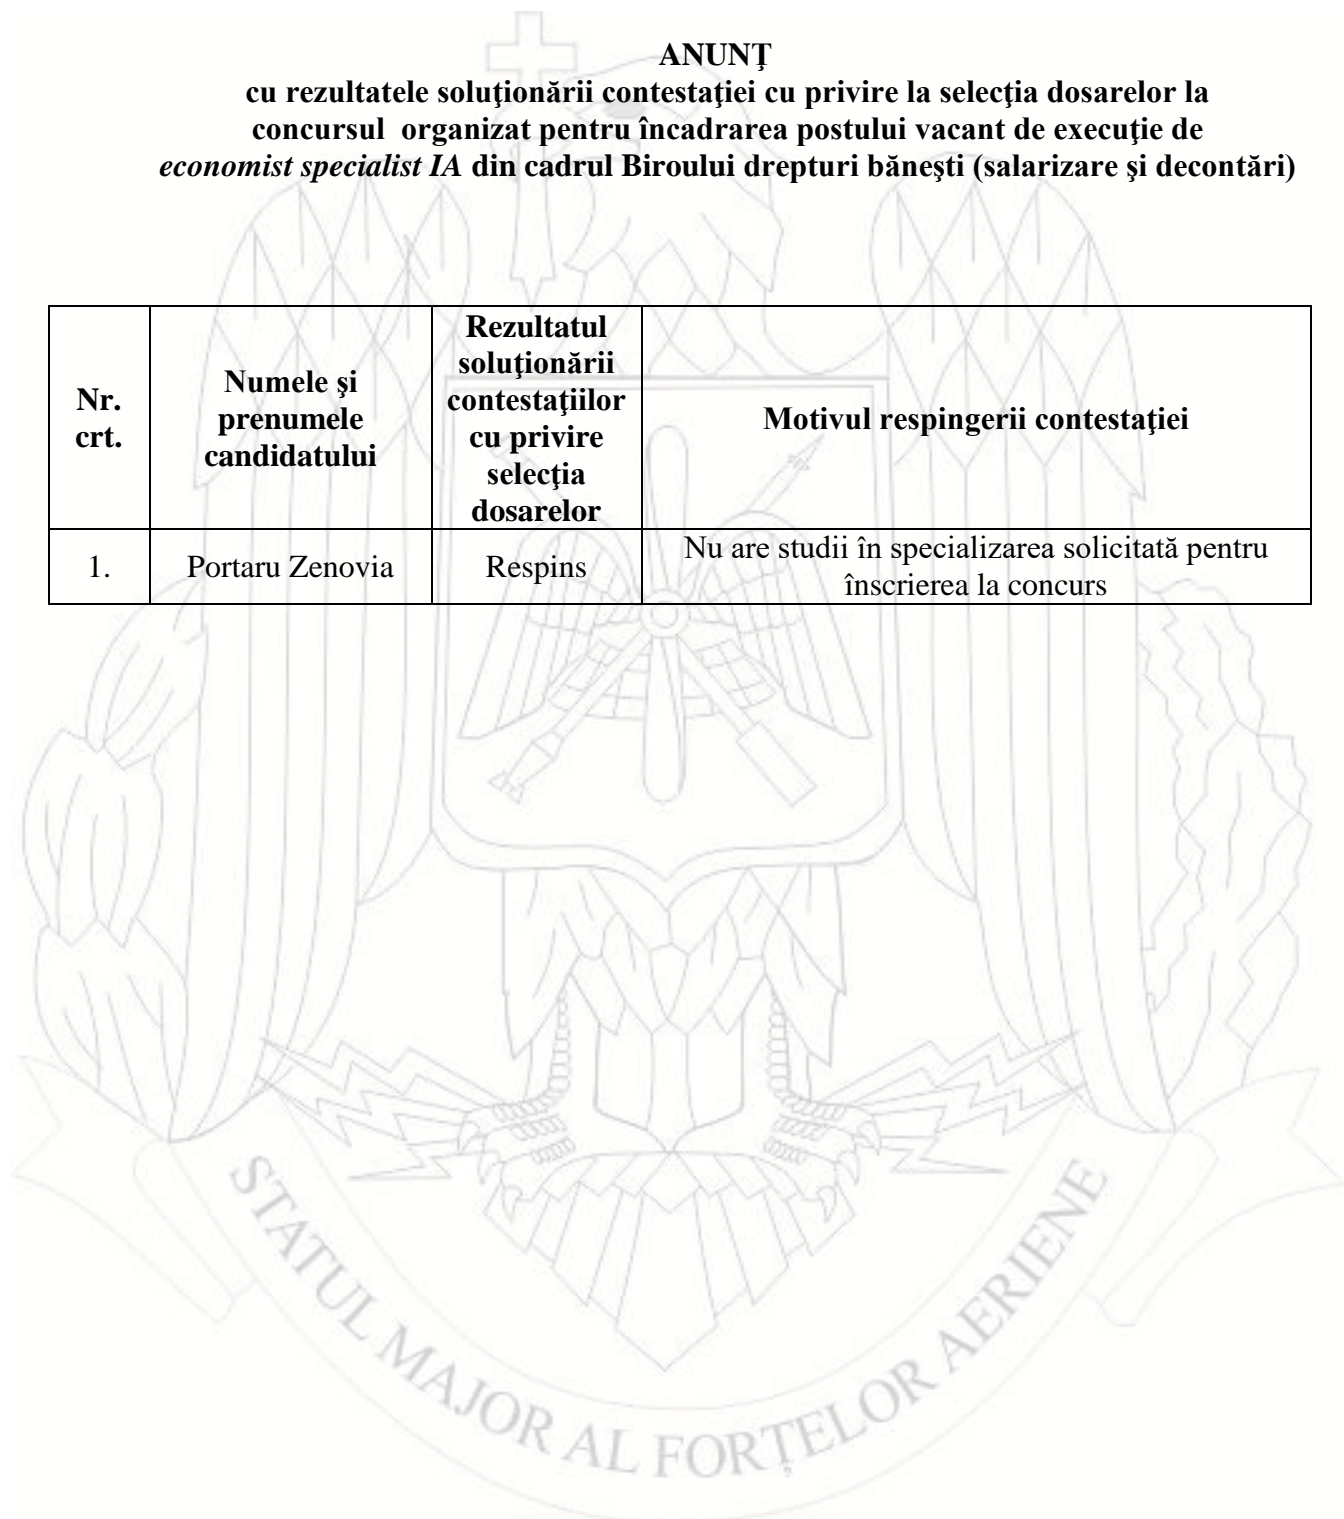 ANUNŢ
cu rezultatele soluţionării contestaţiei cu privire la selecţia dosarelor la
concursul organizat pentru încadrarea postului vacant de execuţie de
economist specialist IA din cadrul Biroului drepturi băneşti (salarizare şi decontări)
Nr.
crt.
Numele şi
prenumele
candidatului
Rezultatul
soluţionării
contestaţiilor
cu privire
selecţia
dosarelor
Motivul respingerii contestaţiei
1.
Portaru Zenovia
Respins
Nu are studii în specializarea solicitată pentru
înscrierea la concurs
STATUL MAJOR AL FORȚELOR AERIENE